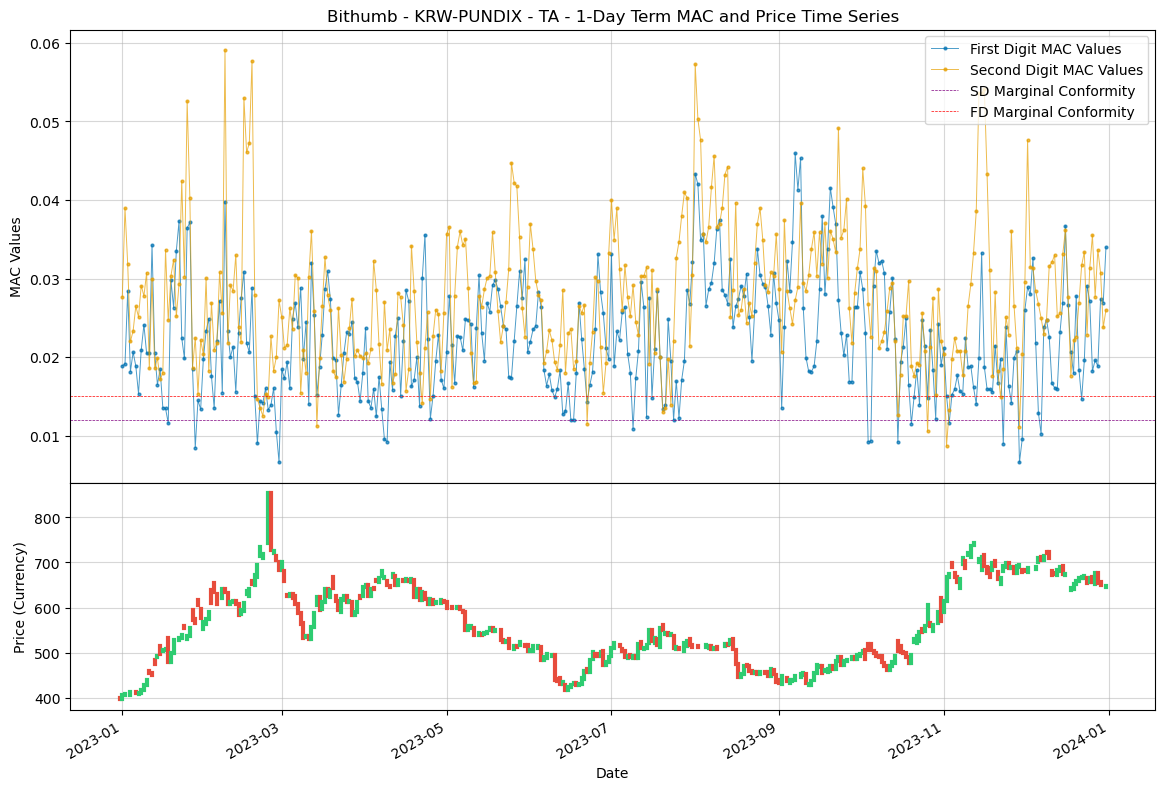 Bithumb - KRW-PUNDIX - TA - 1-Day Term MAC and Price Time Series
First Digit MAC Values
Second Digit MAC Values
SD Marginal Conformity
FD Marginal Conformity
MAC Values
0.06
0.05
0.04
0.03
0.02
0.01
Price (Currency)
800
700
600
500
400
2023-01
2023-03
2023-05
2023-07
2023-09
2023-11
2024-01
Date